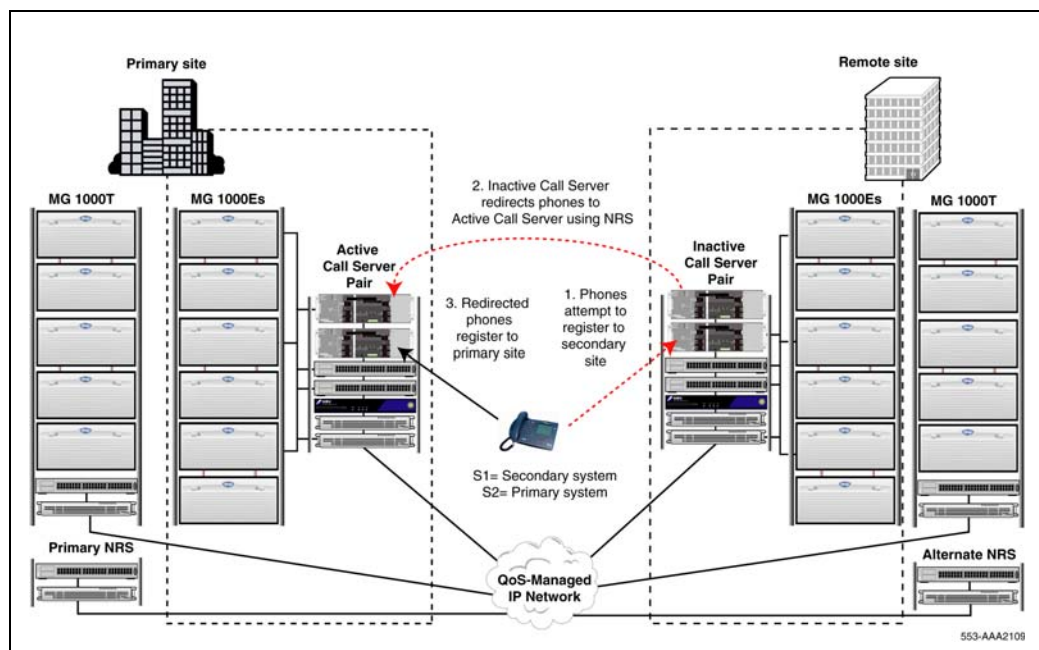 Primary site
Remote site
MG 1000T
MG 1000Es
Active
Call Server
Pair
2. Inactive Call Server
redirects phones to
Active Call Server using NRS
3. Redirected
phones
register to
primary site
1. Phones
attempt to
register to
secondary
site
Inactive
Call Server
Pair
MG 1000Es
MG 1000T
S1= Secondary system
S2= Primary system
Primary NRS
QoS-Managed
IP Network
Alternate NRS
553-AAA2109